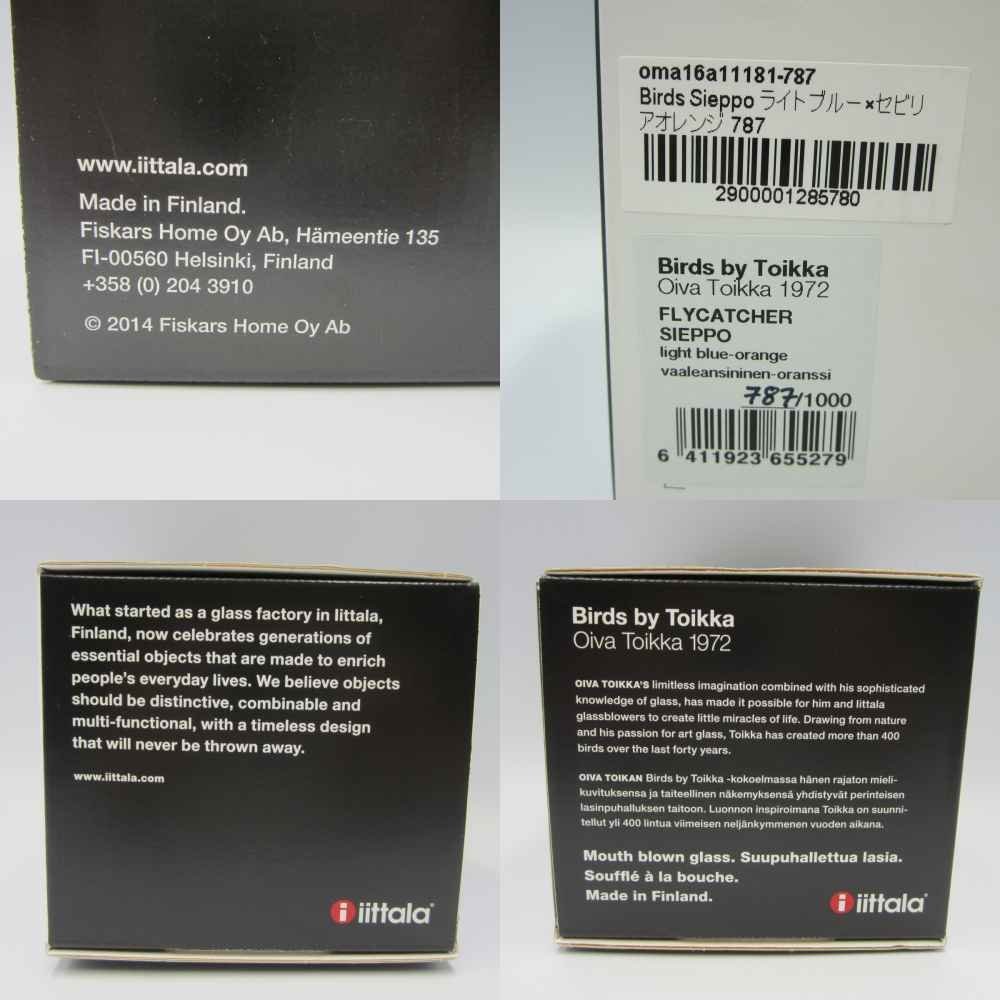 www.iittala.com
Made in Finland.
Fiskars Home Oy Ab, Hämeentie 135
FI-00560 Helsinki, Finland
+358 (0) 204 3910
© 2014 Fiskars Home Oy Ab
oma16a11181-787
Birds Sieppo ライトブルー×セビリ
アオレンジ 787
2900001285780
Birds by Toikka
Oiva Toikka 1972
FLYCATCHER
SIEPPO
light blue-orange
vaaleansininen-oranssi
787/1000
6 411923 655279
What started as a glass factory in Iittala,
Finland, now celebrates generations of
essential objects that are made to enrich
people's everyday lives. We believe objects
should be distinctive, combinable and
multi-functional, with a timeless design
that will never be thrown away.
www.iittala.com
i iittala®
Birds by Toikka
Oiva Toikka 1972
OIVA TOIKKA'S limitless imagination combined with his sophisticated
knowledge of glass, has made it possible for him and Iittala
glassblowers to create little miracles of life. Drawing from nature
and his passion for art glass, Toikka has created more than 400
birds over the last forty years.
OIVA TOIKAN Birds by Toikka -kokoelmassa hänen rajaton mieli-
kuvituksensa ja taiteellinen näkemyksensä yhdistyvät perinteisen
lasinpuhalluksen taitoon. Luonnon inspiroimana Toikka on suunni-
tellut yli 400 lintua viimeisen neljänkymmenen vuoden aikana.
Mouth blown glass. Suupuhallettua lasia.
Soufflé à la bouche.
Made in Finland.
i iittala®